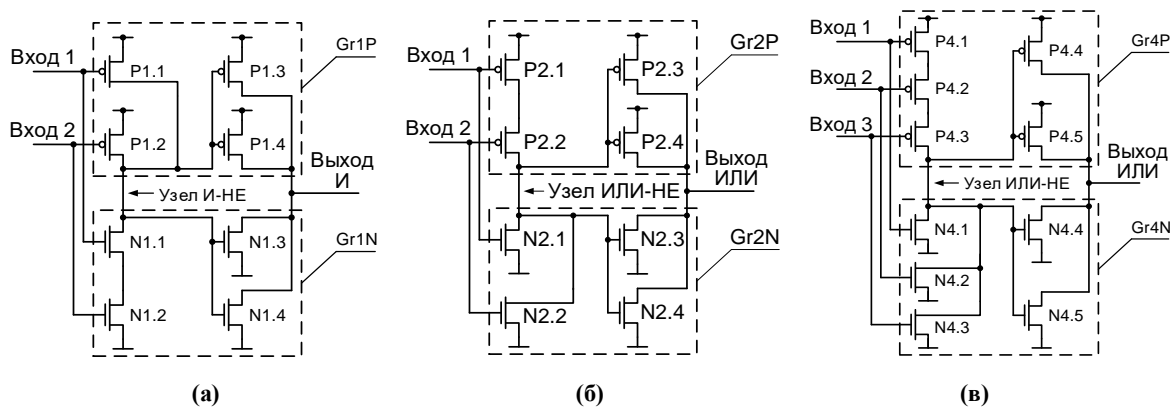 Вход 1
P1.1
P1.3
Gr1P
Вход 2
P1.2
P1.4
Выход
И
Узел И-НЕ
N1.1
N1.3
Gr1N
N1.2
N1.4
(а)
Вход 1
P2.1
P2.3
Gr2P
Вход 2
P2.2
P2.4
Выход
ИЛИ
Узел ИЛИ-НЕ
N2.1
N2.3
Gr2N
N2.2
N2.4
(б)
Вход 1
P4.1
P4.4
Gr4P
Вход 2
P4.2
Вход 3
P4.3
P4.5
Выход
ИЛИ
Узел ИЛИ-НЕ
N4.1
N4.4
Gr4N
N4.2
N4.3
N4.5
(в)